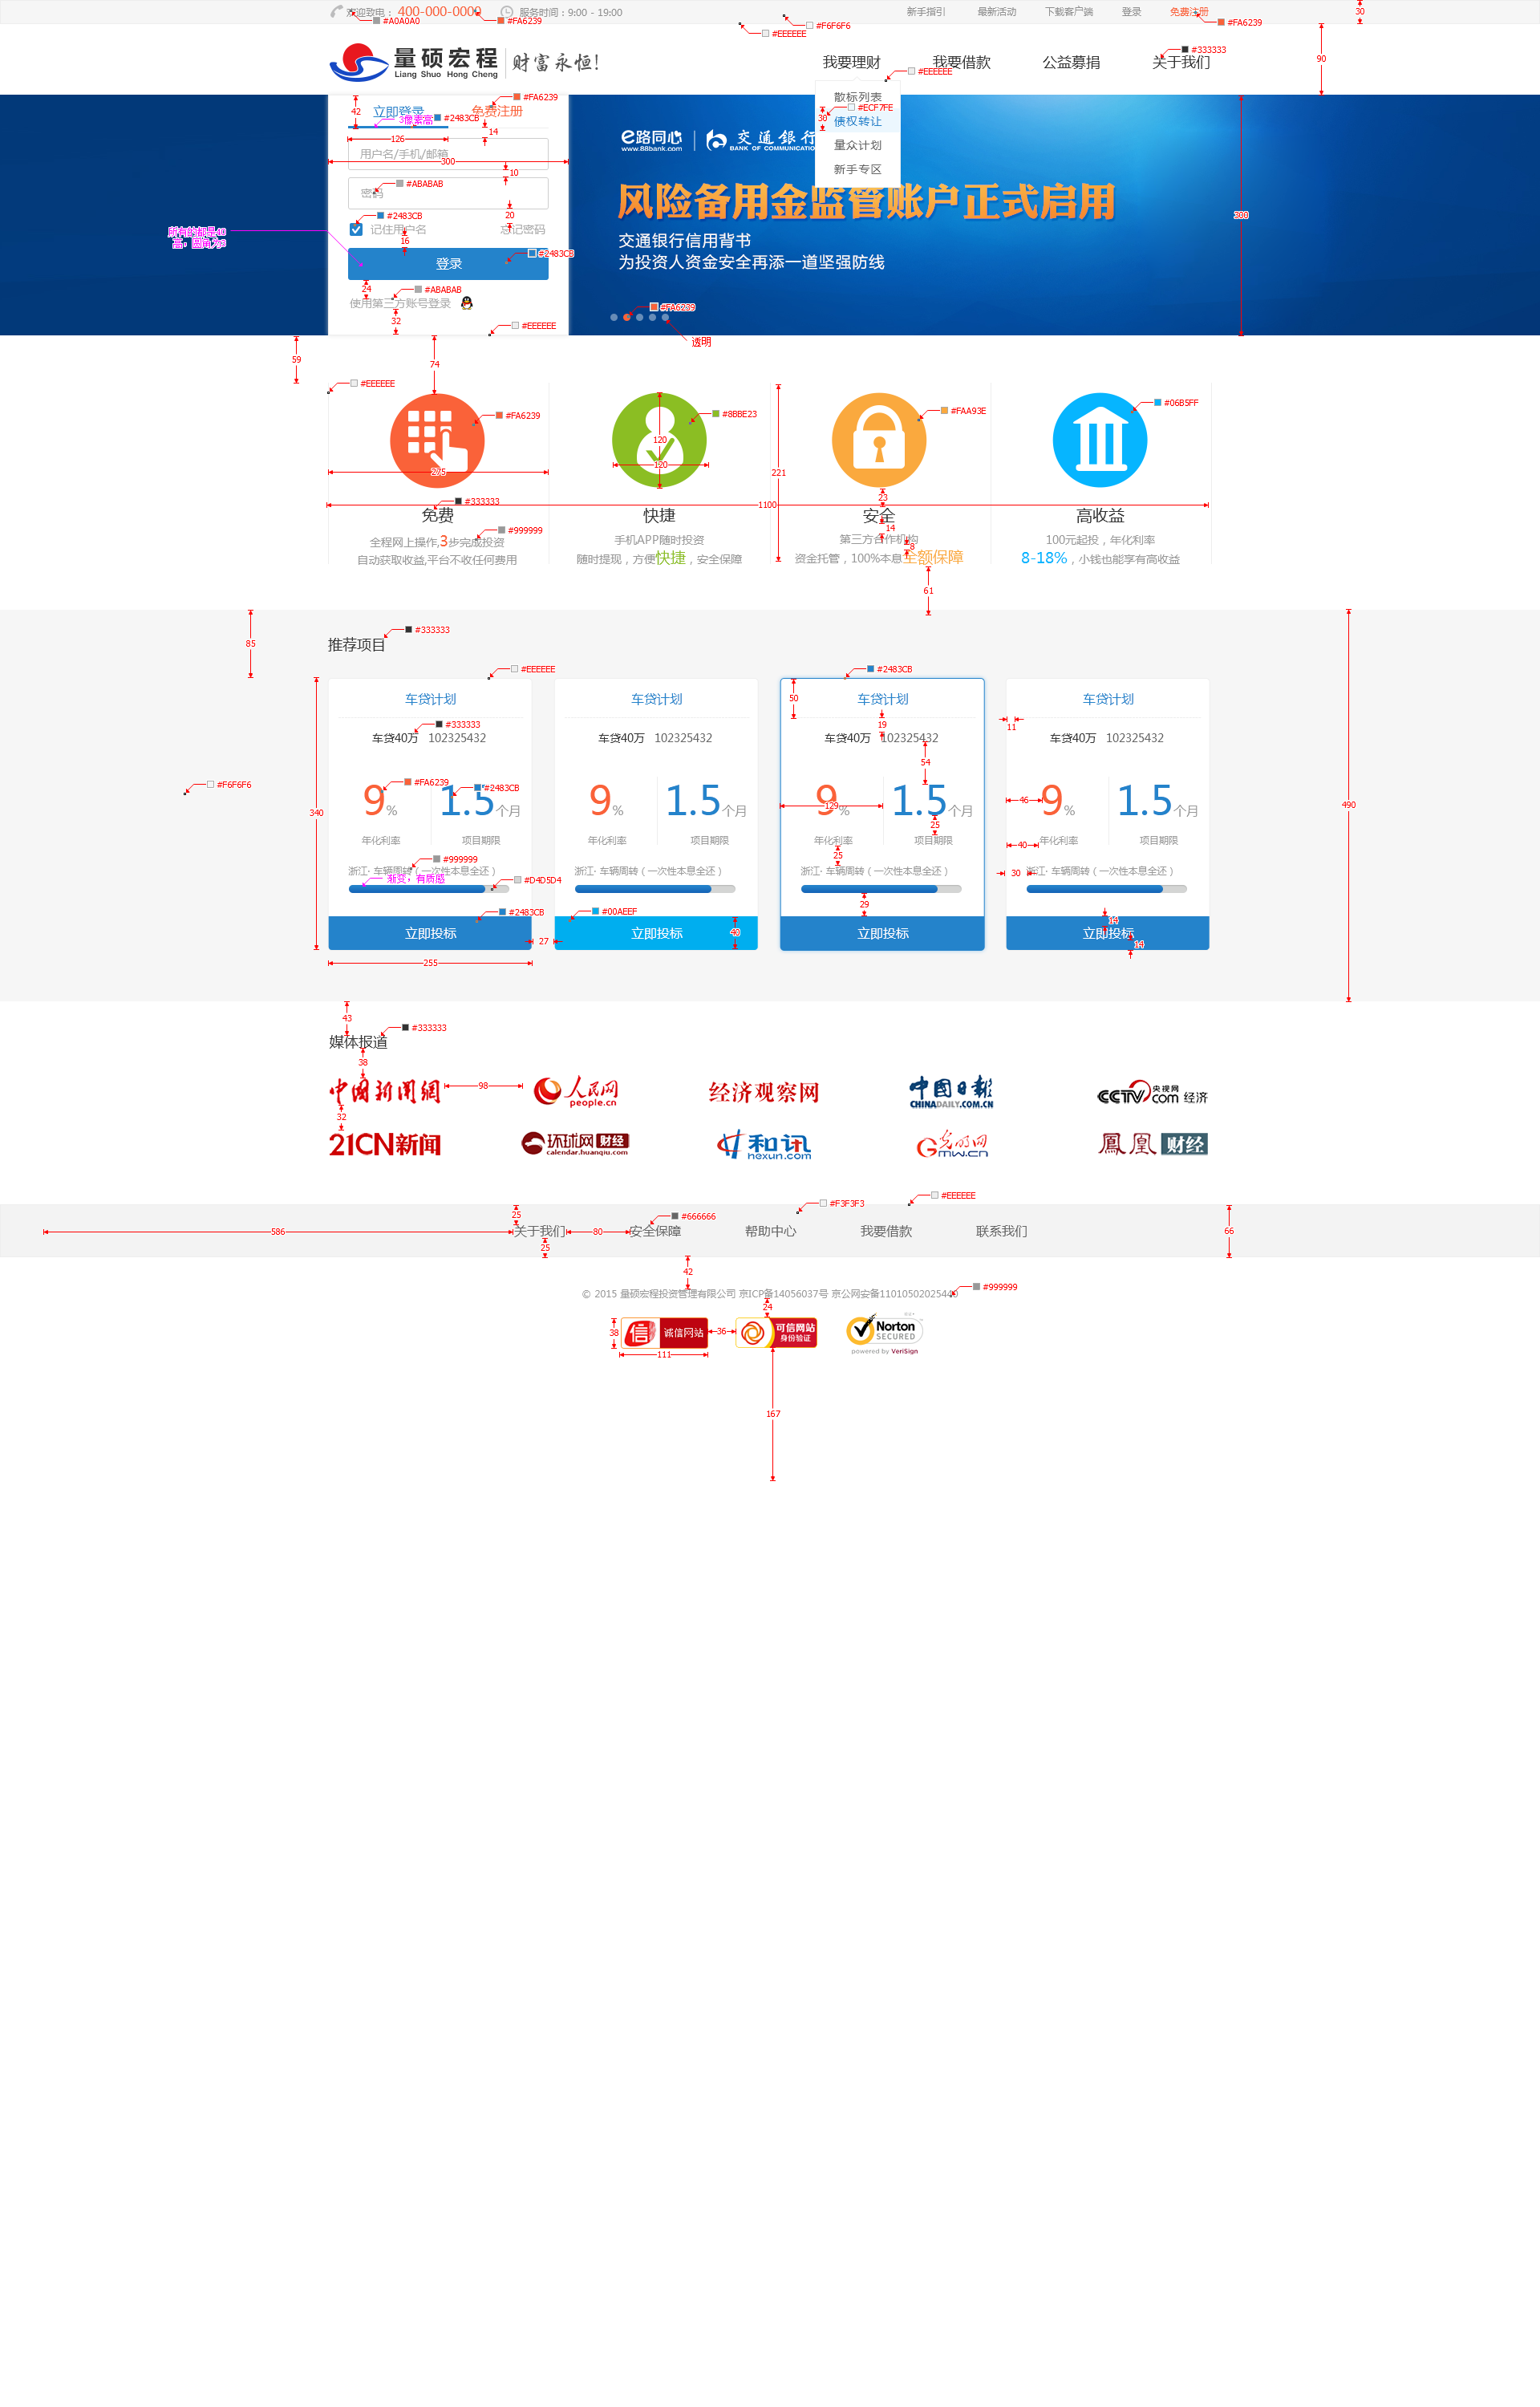 欢迎致电： 400-000-0000 服务时间：9:00 - 19:00 新手指引 最新活动 下载客户端 登录 免费注册
#A0A0A0 #FA6239 #F6F6F6 #EEEEEE #FA6239 30
量硕宏程 财富永恒!
Liang Shuo Hong Cheng
我要理财 我要借款 公益募捐 关于我们
#333333 #EEEEEE 90
散标列表
#ECF7FE 30
债权转让
量众计划
新手专区
立即登录 免费注册
42 #FA6239 3像素高 #2483CB 14
126
用户名/手机/邮箱
300
10
密码
#ABABAB
#2483CB 20
记住用户名 忘记密码
16
登录
#2483CB
24 #ABABAB
使用第三方账号登录
32 #EEEEEE
e路同心 交通银行
www.88bank.com BANK OF COMMUNICATION
风险备用金监管账户正式启用
交通银行信用背书
为投资人资金安全再添一道坚强防线
300
#FA6239
透明
59 74
#EEEEEE #FA6239 #8BBE23 #FAA93E #06B5FF
120
120
275 221
23
1100
#333333
免费 快捷 安全 高收益
#999999 14
全程网上操作,3步完成投资
自动获取收益,平台不收任何费用
手机APP随时投资
随时提现，方便快捷，安全保障
第三方合作机构
8
资金托管，100%本息全额保障
100元起投，年化利率
8-18%，小钱也能享有高收益
61
85
推荐项目
#333333
#EEEEEE #2483CB
车贷计划 车贷计划 车贷计划 车贷计划
50 19 11
#333333
车贷40万 102325432 车贷40万 102325432 车贷40万 102325432 车贷40万 102325432
54
#F6F6F6 #FA6239 #2483CB
9% 1.5个月 9% 1.5个月 9% 1.5个月 9% 1.5个月
340 129 25 46 490
年化利率 项目期限 年化利率 项目期限 年化利率 项目期限 年化利率 项目期限
#999999 25 40
浙江· 车辆周转（一次性本息全还） 浙江· 车辆周转（一次性本息全还） 浙江· 车辆周转（一次性本息全还） 浙江· 车辆周转（一次性本息全还）
30
渐变，有质感 #D4D5D4
29
#2483CB #00AEEF
立即投标 立即投标 立即投标 立即投标
27 40 14 14
255
43
#333333
媒体报道
38
中国新闻网 98 人民网 经济观察网 中国日报 央视网
people.cn CHINADAILY.COM.CN CCTV.com 经济
32
21CN新闻 环球网 财经 和讯 光明网 鳳凰 财经
calendar.huanqiu.com hexun.com GMW.CN
#F3F3F3 #EEEEEE
25 #666666
586 关于我们 80 安全保障 帮助中心 我要借款 联系我们 66
25
42
#999999
© 2015 量硕宏程投资管理有限公司 京ICP备14056037号 京公网安备11010502025440
24
38 信 诚信网站 36 可信网站 身份验证
Norton
SECURED
powered by VeriSign
111
167